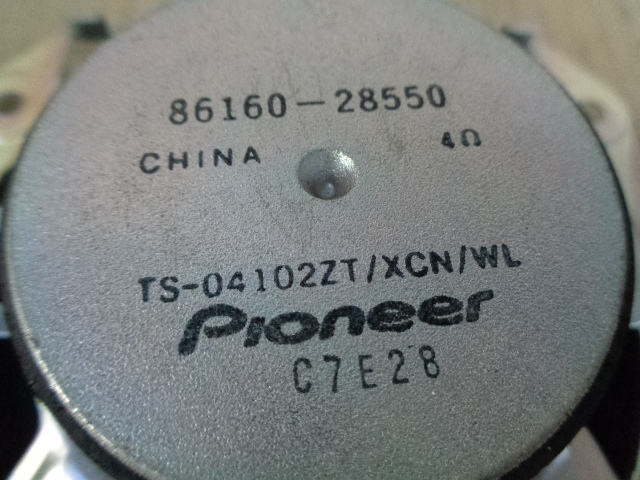 86160-28550
CHINA 4Ω
TS-04102ZT/XCN/WL
Pioneer
C7E28